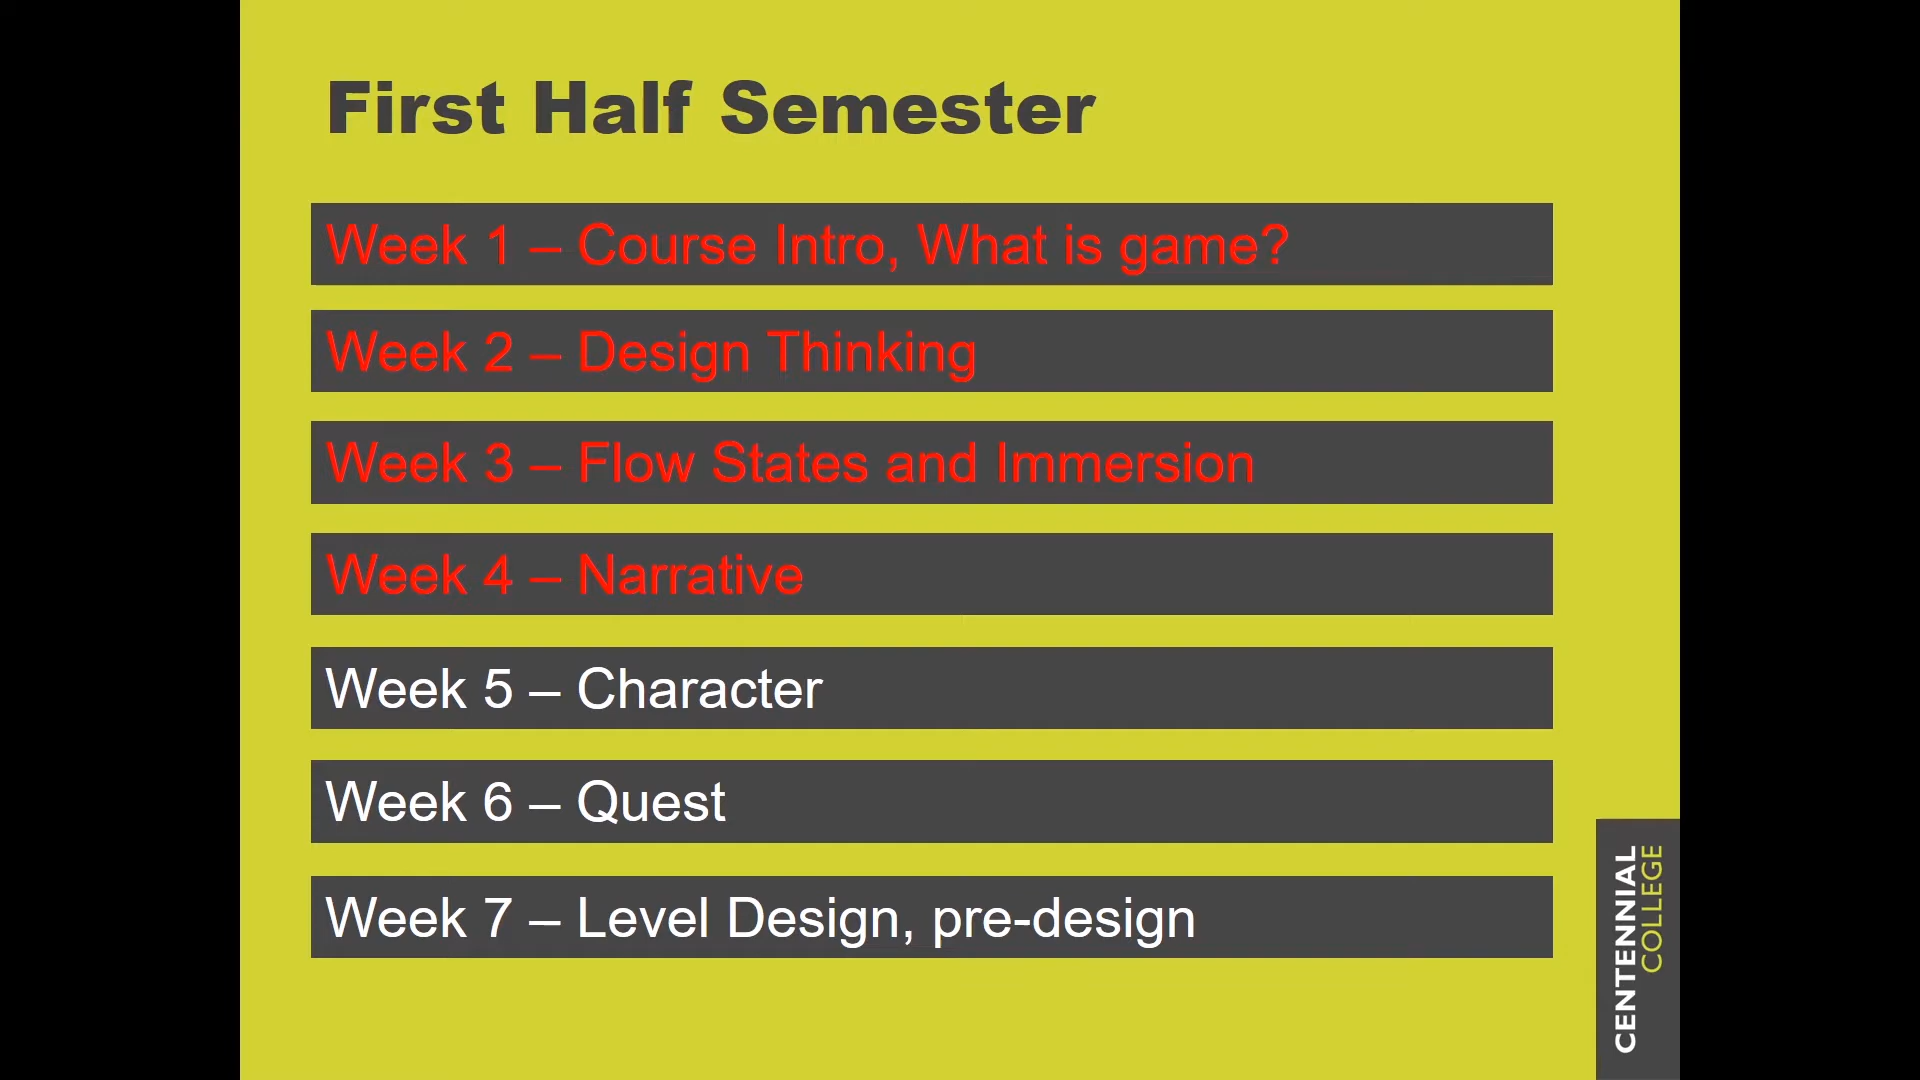 First Half Semester
Week 1 – Course Intro, What is game?
Week 2 – Design Thinking
Week 3 – Flow States and Immersion
Week 4 – Narrative
Week 5 – Character
Week 6 – Quest
Week 7 – Level Design, pre-design
CENTENNIAL
COLLEGE